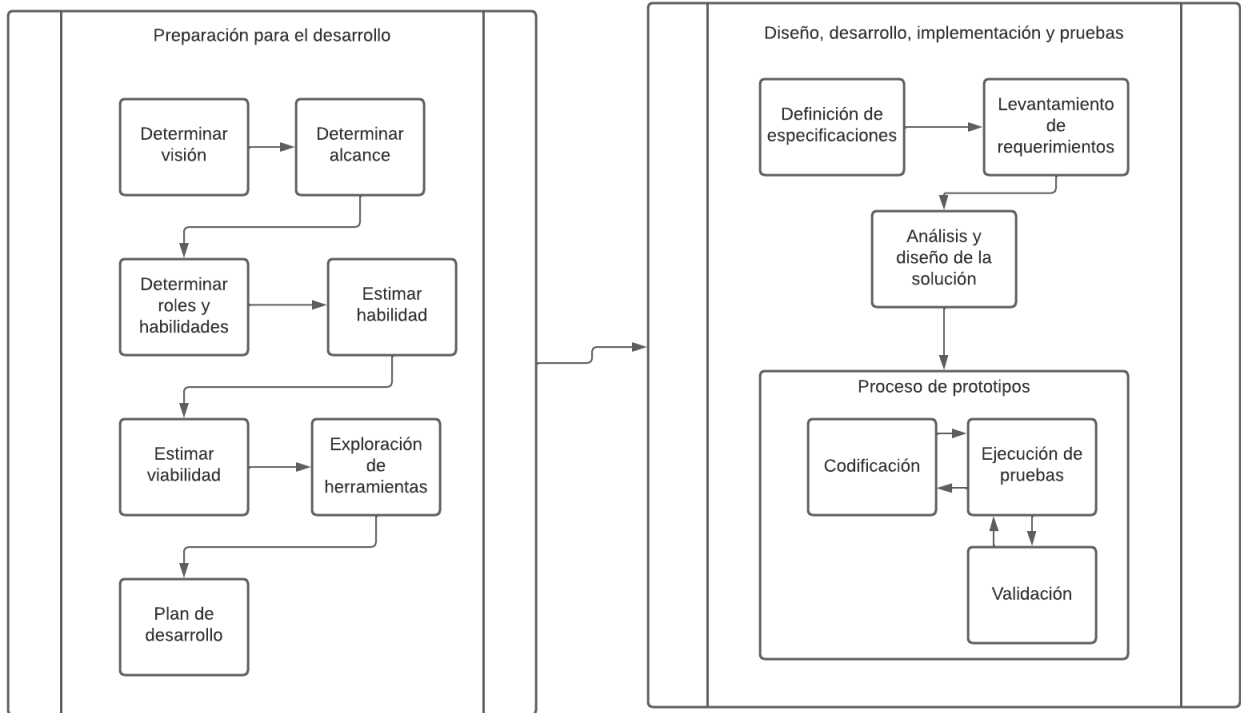 Preparación para el desarrollo
Determinar
visión
Determinar
alcance
Determinar
roles y
habilidades
Estimar
habilidad
Estimar
viabilidad
Exploración
de
herramientas
Plan de
desarrollo
Diseño, desarrollo, implementación y pruebas
Definición de
especificaciones
Levantamiento
de
requerimientos
Análisis y
diseño de la
solución
Proceso de prototipos
Codificación
Ejecución de
pruebas
Validación